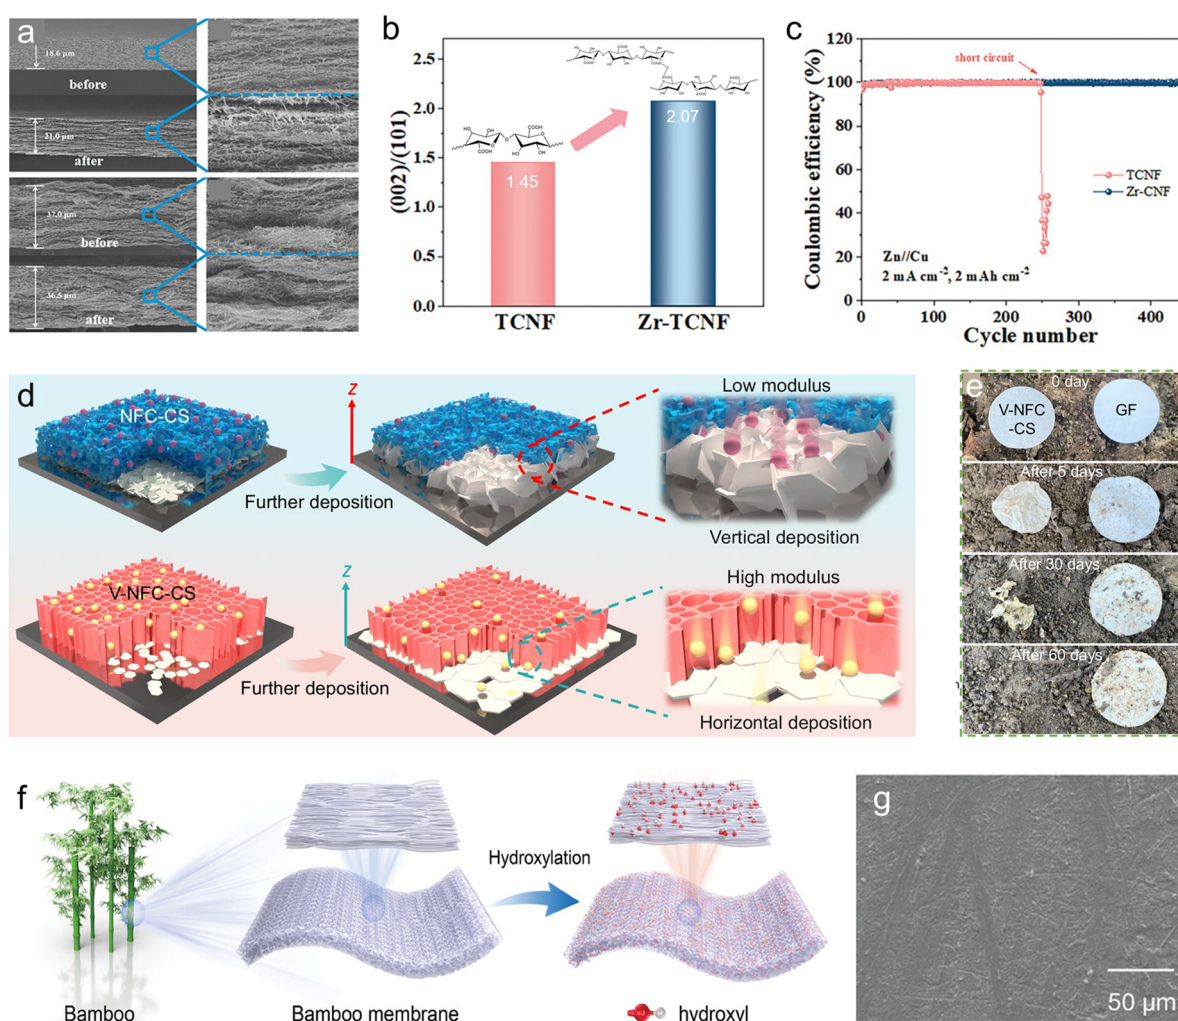 a
18.6 μm
before
21.0 μm
after
37.0 μm
before
36.5 μm
after
b
(002)/(101)
2.5
2.0
1.5
1.0
0.5
0.0
1.45
2.07
TCNF
Zr-TCNF
c
Coulombic efficiency (%)
120
100
80
60
40
20
0
short circuit
TCNF
Zr-CNF
Zn//Cu
2 mA cm⁻², 2 mAh cm⁻²
0
100
200
300
400
Cycle number
d
NFC-CS
Z
Further deposition
Low modulus
Vertical deposition
V-NFC-CS
Z
Further deposition
High modulus
Horizontal deposition
e
0 day
V-NFC
-CS
GF
After 5 days
After 30 days
After 60 days
f
Hydroxylation
Bamboo
Bamboo membrane
hydroxyl
g
50 μm